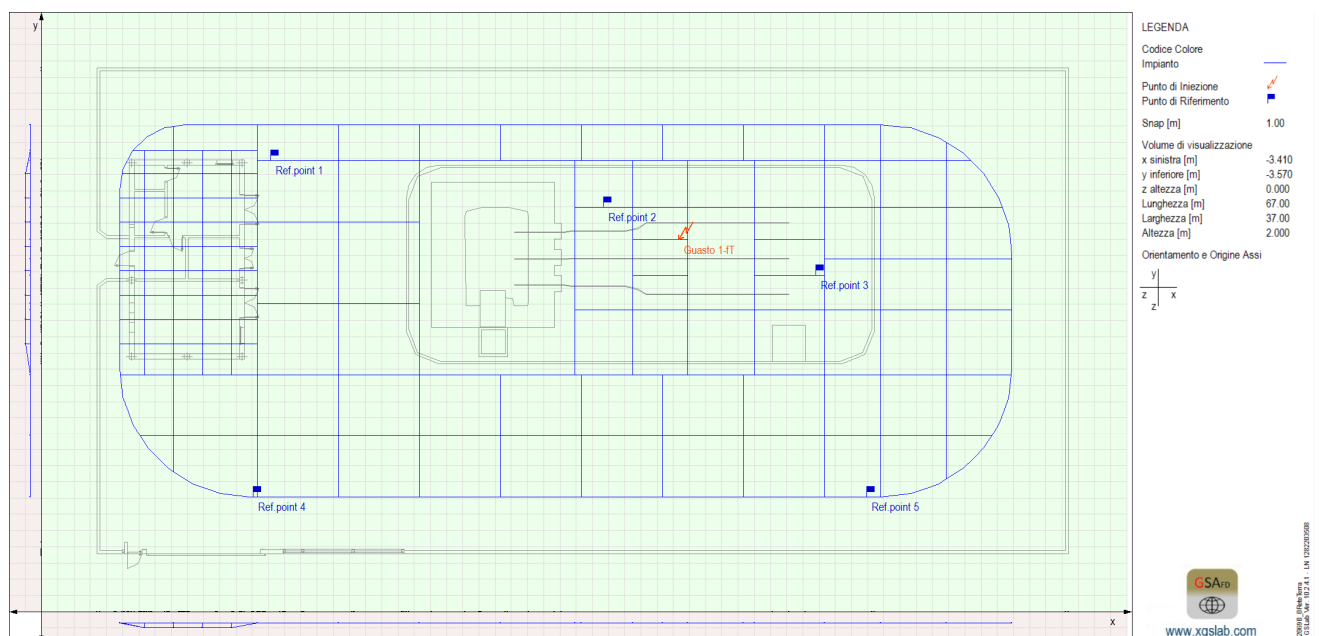 y
Ref.point 1
Ref.point 2
Guasto 1-fT
Ref.point 3
Ref.point 4
Ref.point 5
x
LEGENDA
Codice Colore
Impianto
Punto di Iniezione
Punto di Riferimento
Snap [m] 1.00
Volume di visualizzazione
x sinistra [m] -3.410
y inferiore [m] -3.570
z altezza [m] 0.000
Lunghezza [m] 67.00
Larghezza [m] 37.00
Altezza [m] 2.000
Orientamento e Origine Assi
y
z x
z
GSAFD
www.xgslab.com